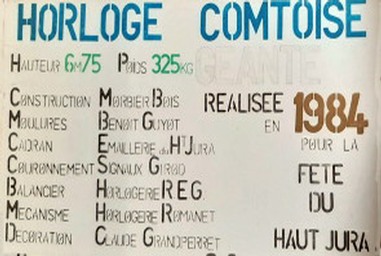 HORLOGE COMTOISE
GEANTE
HAUTEUR 6M75 POIDS 325KG
CONSTRUCTION MORBIER BOIS
MOULURES BENOIT GUYOT
CADRAN EMAILLERIE du HT JURA
COURONNEMENT SIGNAUX GIROD
BALANCIER HORLOGERIE R.E.G.
MECANISME HORLOGERIE ROMANET
DECORATION CLAUDE GRANDPERRET
REALISEE
EN 1984
POUR LA
FETE
DU
HAUT JURA